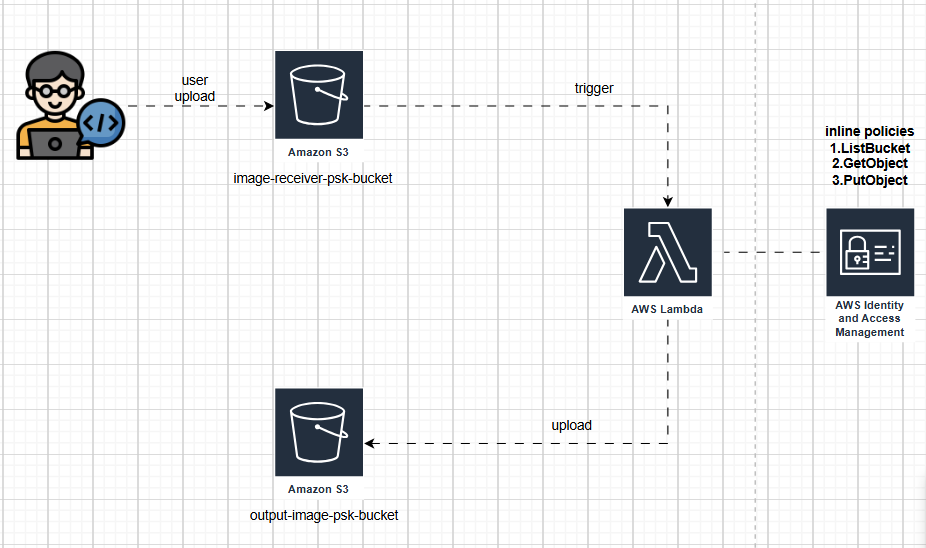 user
upload
Amazon S3
image-receiver-psk-bucket
trigger
inline policies
1.ListBucket
2.GetObject
3.PutObject
AWS Lambda
AWS Identity
and Access
Management
upload
Amazon S3
output-image-psk-bucket